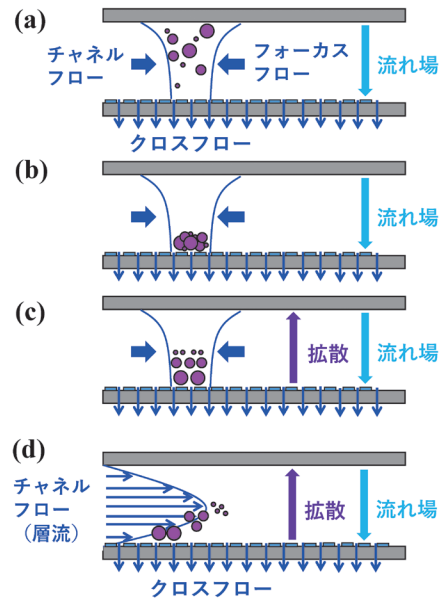 (a)
チャネル
フロー
フォーカス
フロー
流れ場
クロスフロー
(b)
流れ場
(c)
拡散
流れ場
(d)
チャネル
フロー
（層流）
拡散
流れ場
クロスフロー